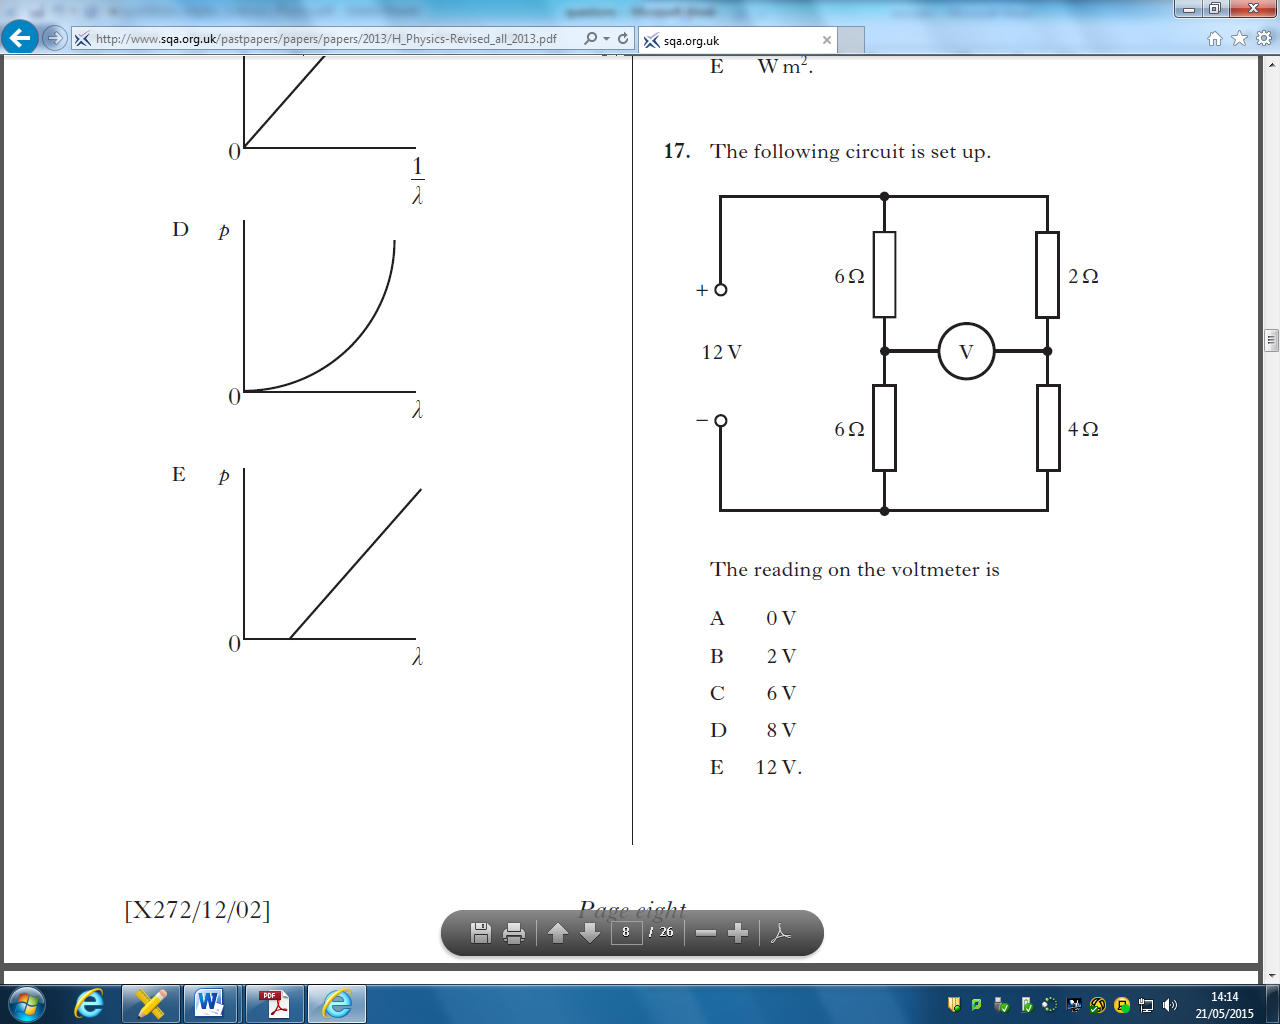 http://www.sqa.org.uk/pastpapers/papers/papers/2013/H_Physics-Revised_all_2013.pdf
sqa.org.uk
0
1
λ
D p
0
λ
E p
0
λ
E W m².
17. The following circuit is set up.
6 Ω
2 Ω
+
12 V
V
−
6 Ω
4 Ω
The reading on the voltmeter is
A 0 V
B 2 V
C 6 V
D 8 V
E 12 V.
[X272/12/02]
Page eight
8 / 26
PDF
14:14
21/05/2015